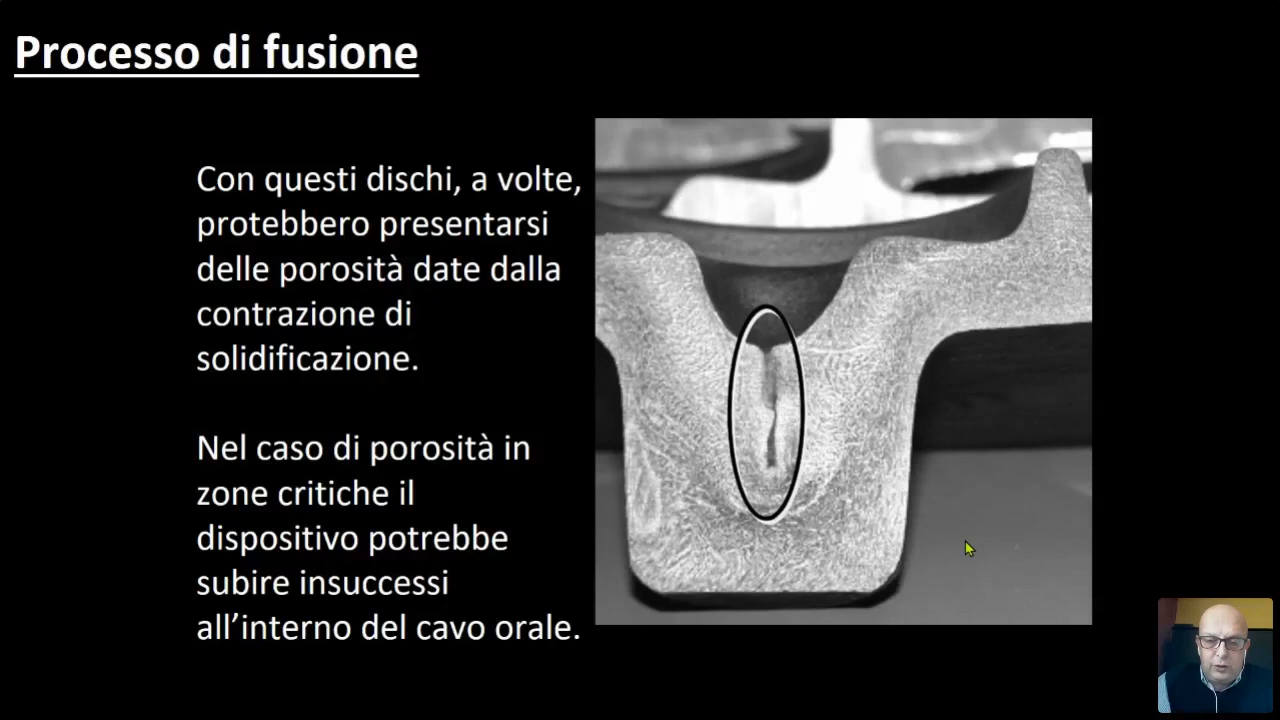 Processo di fusione
Con questi dischi, a volte,
protebbero presentarsi
delle porosità date dalla
contrazione di
solidificazione.
Nel caso di porosità in
zone critiche il
dispositivo potrebbe
subire insuccessi
all’interno del cavo orale.